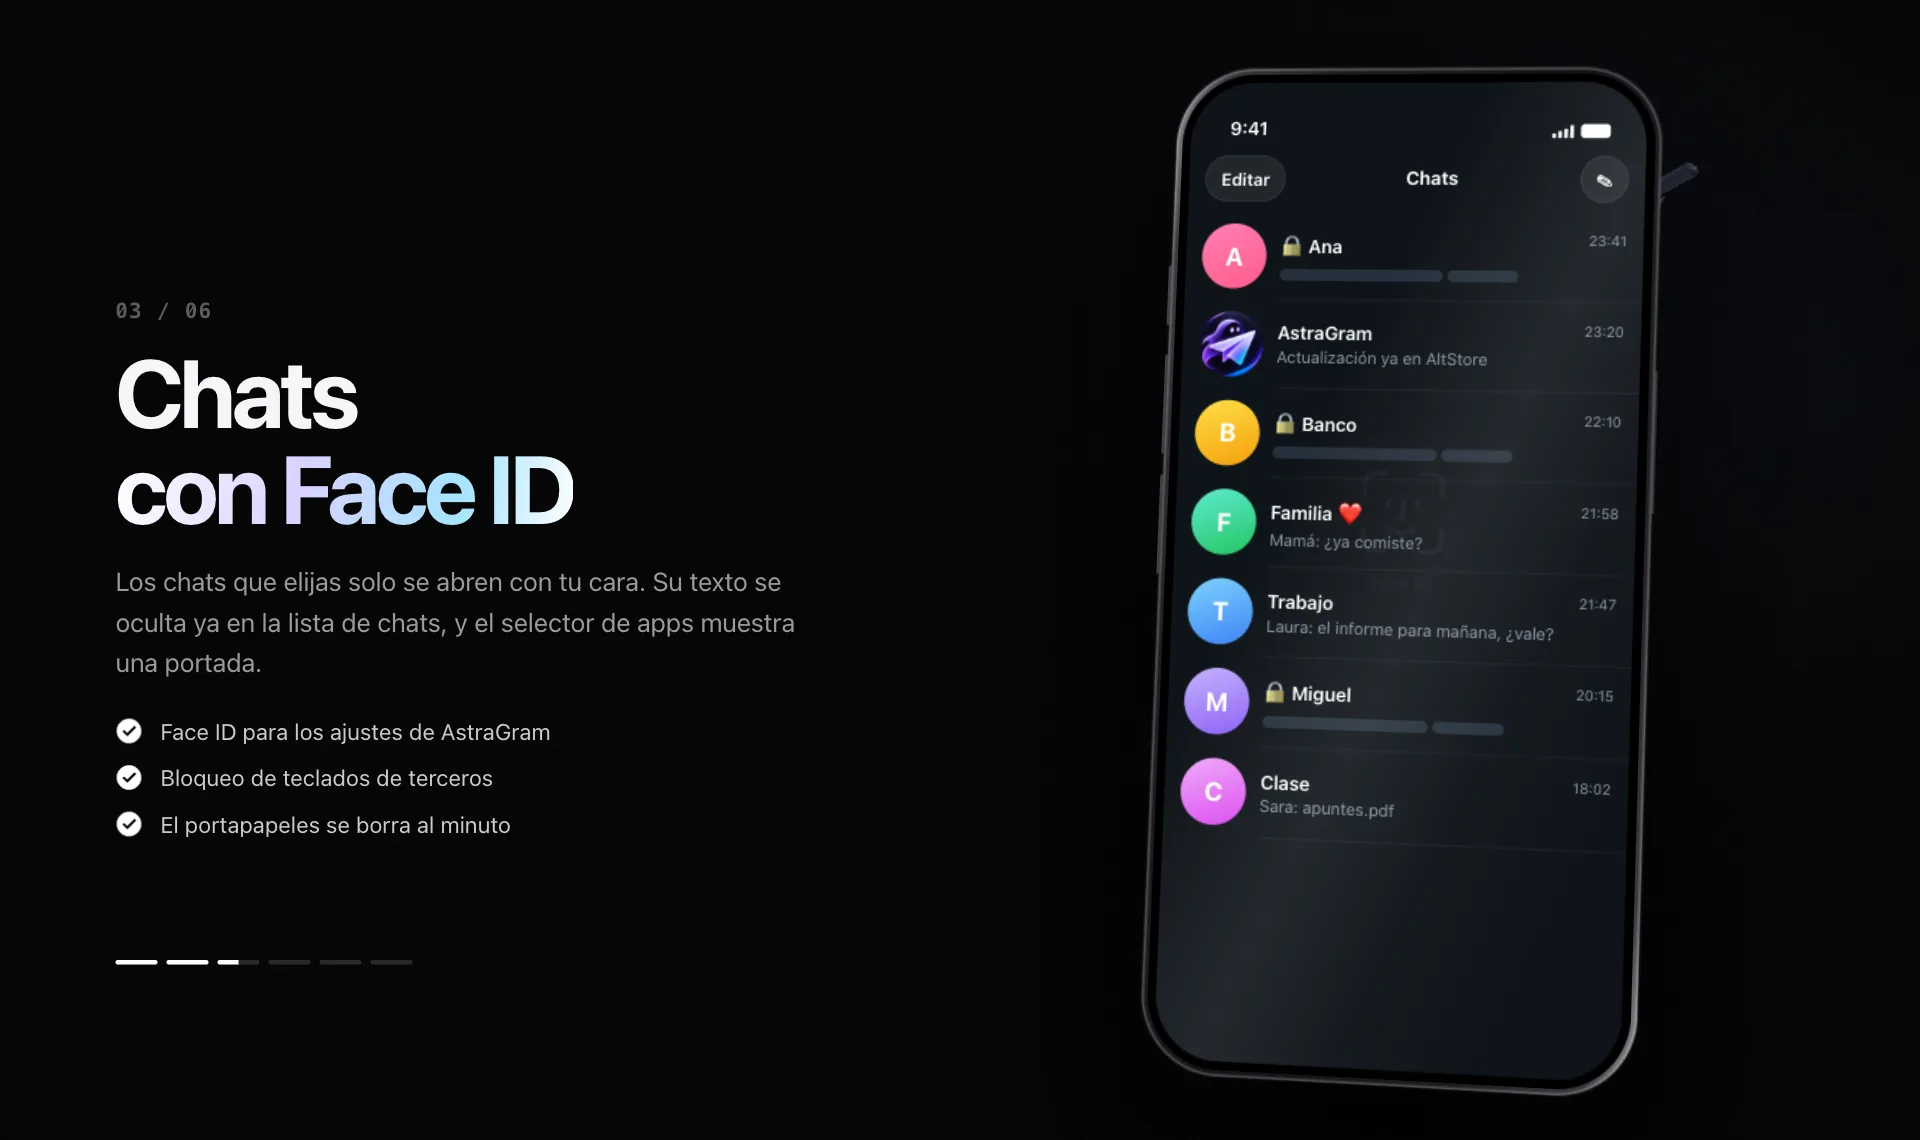 03 / 06
Chats
con Face ID
Los chats que elijas solo se abren con tu cara. Su texto se
oculta ya en la lista de chats, y el selector de apps muestra
una portada.
Face ID para los ajustes de AstraGram
Bloqueo de teclados de terceros
El portapapeles se borra al minuto
9:41
Editar
Chats
A
🔒 Ana
23:41
AstraGram
23:20
Actualización ya en AltStore
B
🔒 Banco
22:10
F
Familia ❤️
21:58
Mamá: ¿ya comiste?
T
Trabajo
21:47
Laura: el informe para mañana, ¿vale?
M
🔒 Miguel
20:15
C
Clase
18:02
Sara: apuntes.pdf